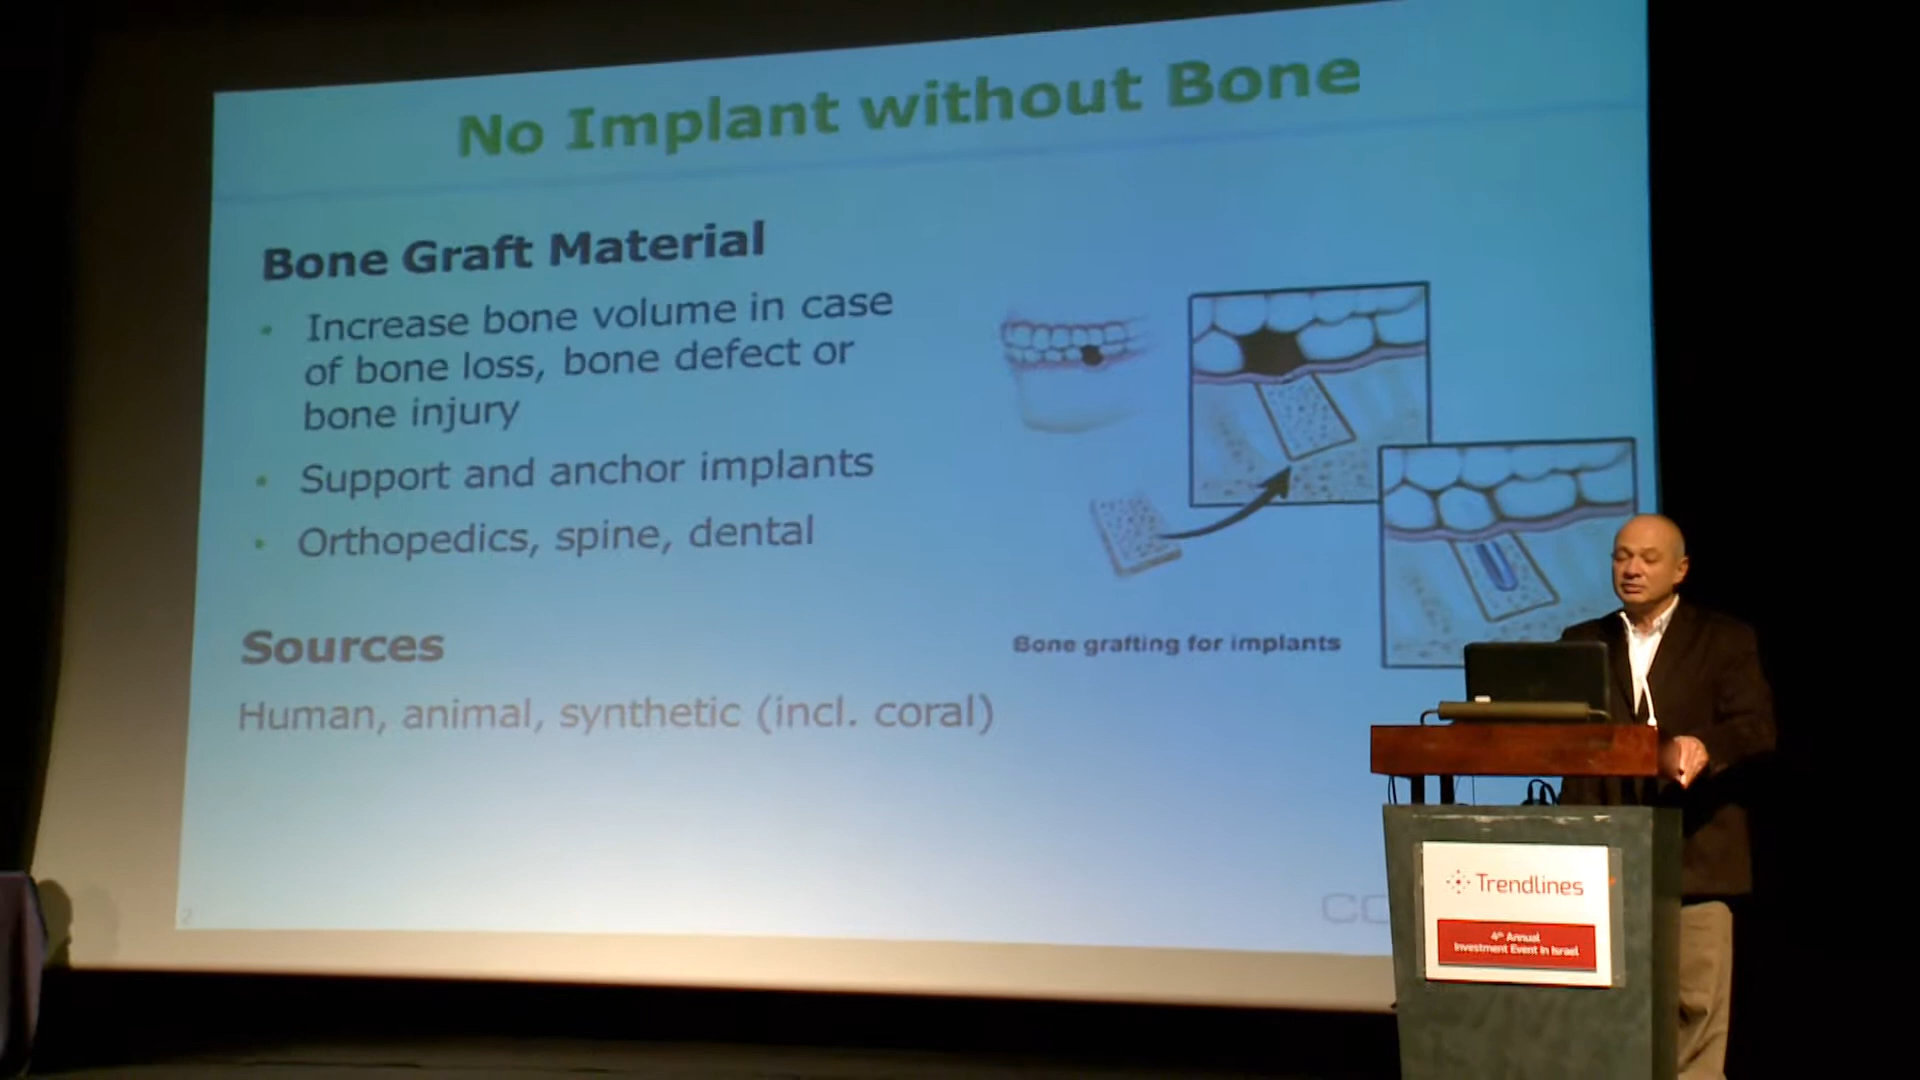 No Implant without Bone
Bone Graft Material
• Increase bone volume in case
of bone loss, bone defect or
bone injury
• Support and anchor implants
• Orthopedics, spine, dental
Sources
Human, animal, synthetic (incl. coral)
Bone grafting for implants
2
Trendlines
4th Annual
Investment Event in Israel